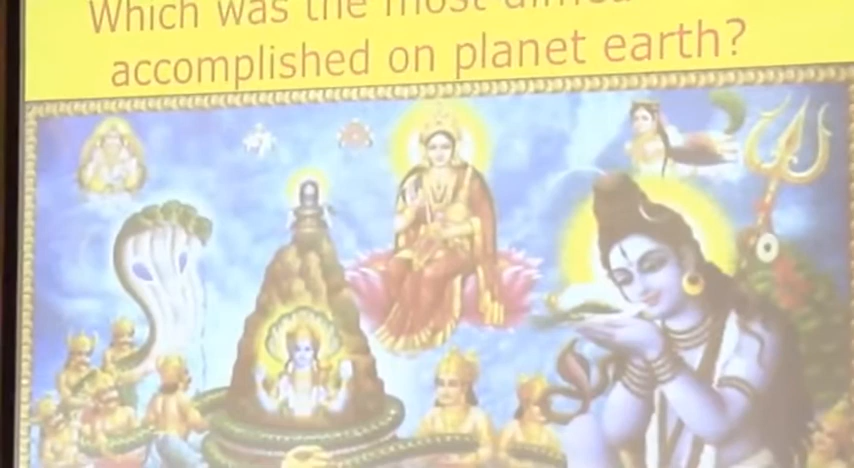 Which was the most
accomplished on planet earth?